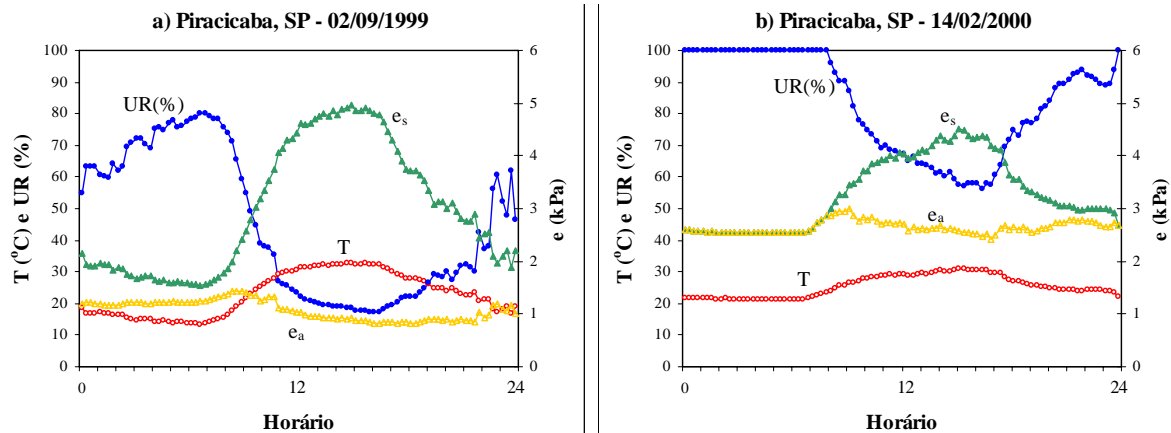 a) Piracicaba, SP - 02/09/1999
100
90
80
70
60
50
40
30
20
10
0
T (°C) e UR (%)
UR(%)
es
T
ea
6
5
4
3
2
1
0
e (kPa)
0
12
24
Horário
b) Piracicaba, SP - 14/02/2000
100
90
80
70
60
50
40
30
20
10
0
T (°C) e UR (%)
UR(%)
es
ea
T
6
5
4
3
2
1
0
e (kPa)
0
12
24
Horário